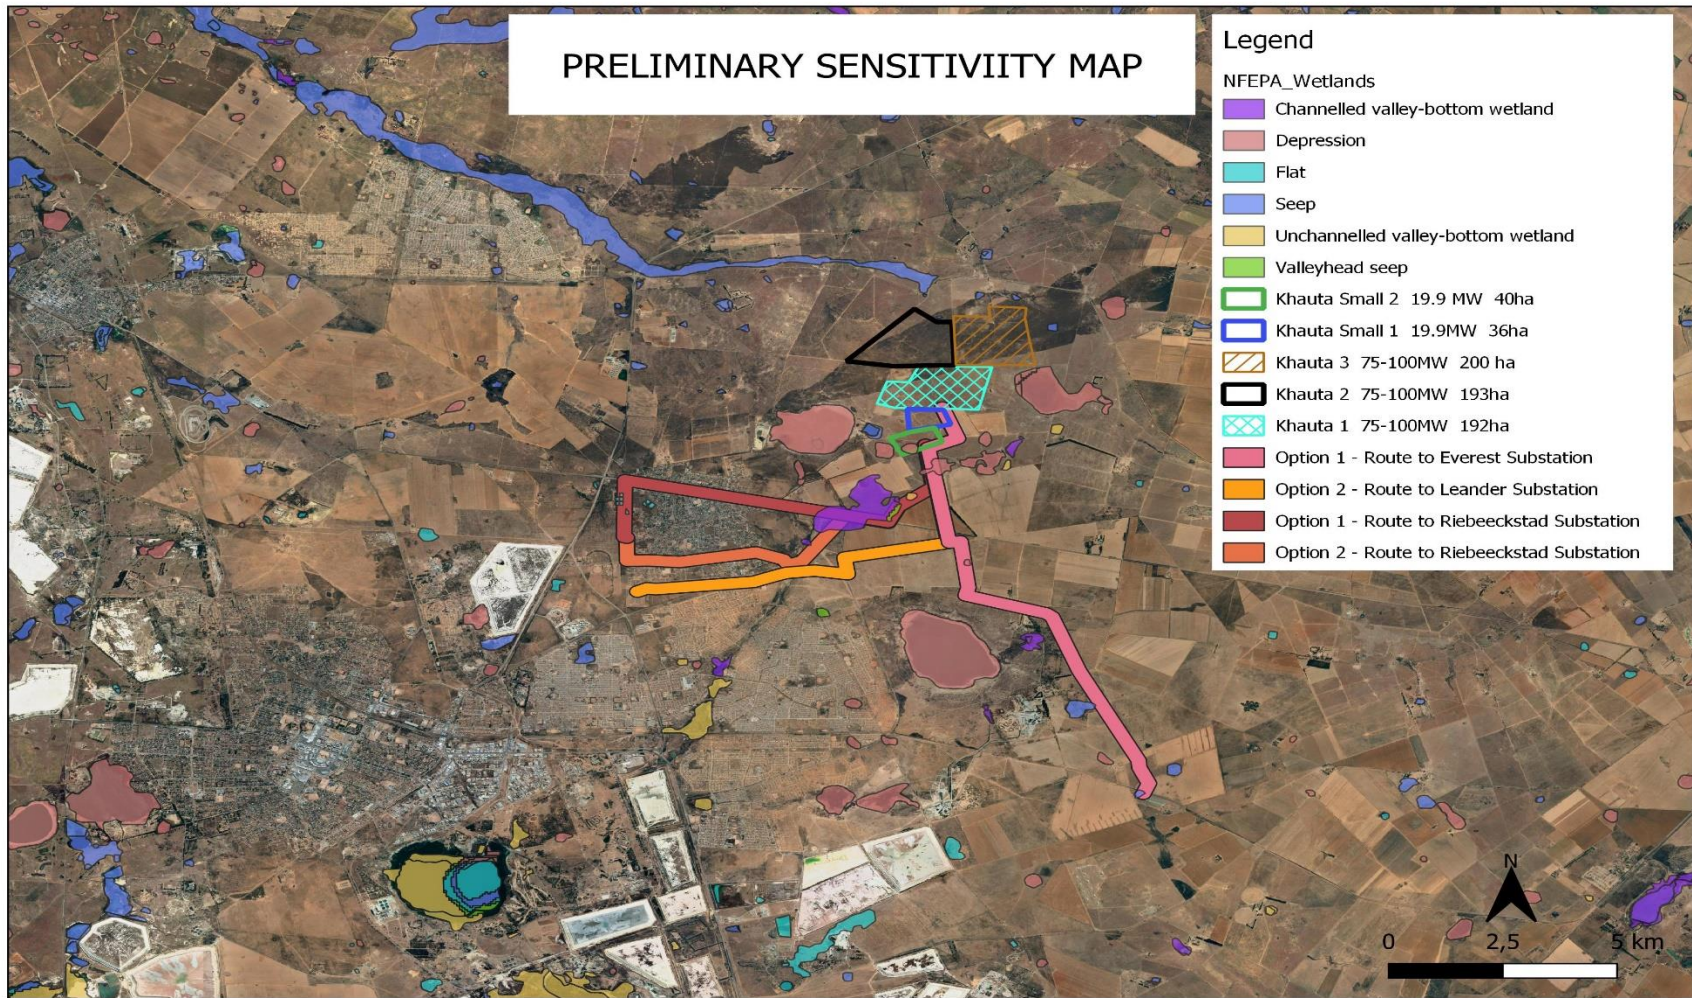 PRELIMINARY SENSITIVIITY MAP
Legend
NFEPA_Wetlands
Channelled valley-bottom wetland
Depression
Flat
Seep
Unchannelled valley-bottom wetland
Valleyhead seep
Khauta Small 2 19.9 MW 40ha
Khauta Small 1 19.9MW 36ha
Khauta 3 75-100MW 200 ha
Khauta 2 75-100MW 193ha
Khauta 1 75-100MW 192ha
Option 1 - Route to Everest Substation
Option 2 - Route to Leander Substation
Option 1 - Route to Riebeeckstad Substation
Option 2 - Route to Riebeeckstad Substation
N
0 2,5 5 km